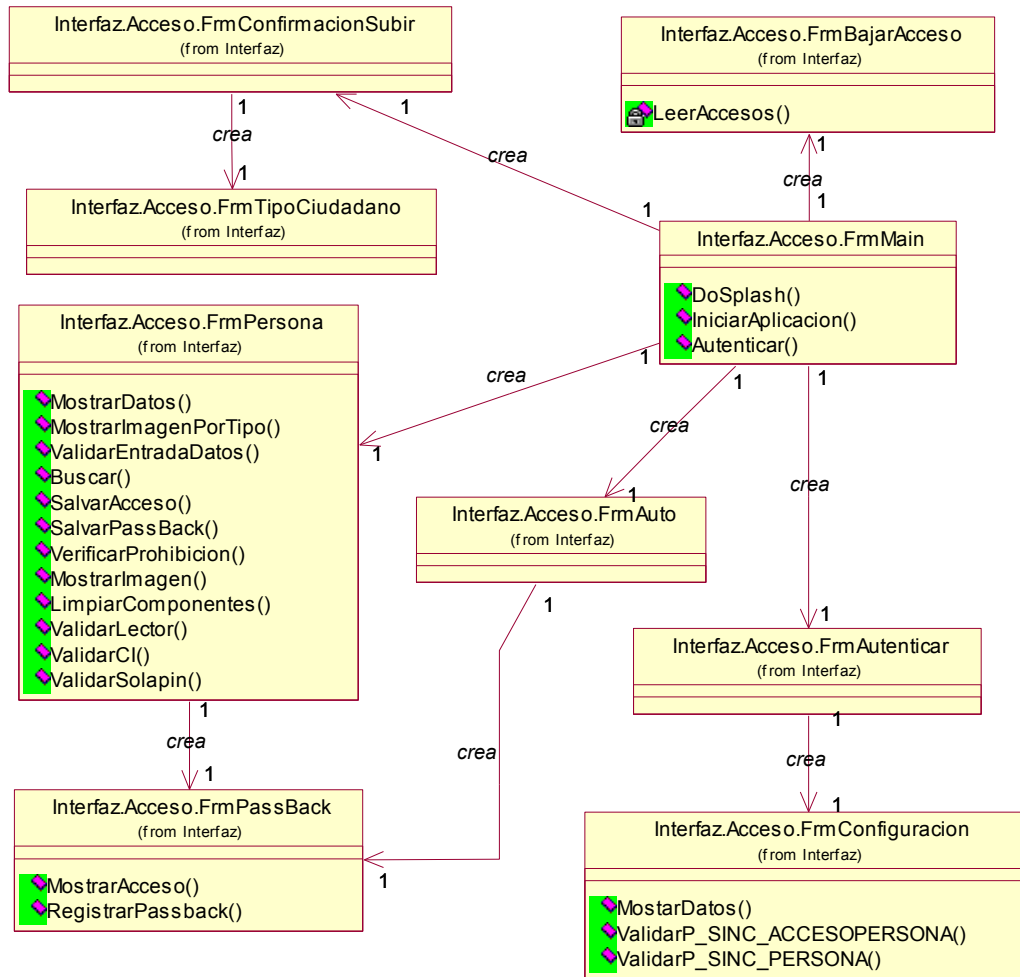 Interfaz.Acceso.FrmConfirmacionSubir
(from Interfaz)
1
1
crea
1
Interfaz.Acceso.FrmTipoCiudadano
(from Interfaz)
Interfaz.Acceso.FrmBajarAcceso
(from Interfaz)
LeerAccesos()
1
crea
1
crea
1
Interfaz.Acceso.FrmMain
(from Interfaz)
DoSplash()
IniciarAplicacion()
Autenticar()
1
1
1
crea
1
Interfaz.Acceso.FrmPersona
(from Interfaz)
MostrarDatos()
MostrarImagenPorTipo()
ValidarEntradaDatos()
Buscar()
SalvarAcceso()
SalvarPassBack()
VerificarProhibicion()
MostrarImagen()
LimpiarComponentes()
ValidarLector()
ValidarCI()
ValidarSolapin()
1
crea
1
crea
1
Interfaz.Acceso.FrmAuto
(from Interfaz)
1
crea
1
crea
1
Interfaz.Acceso.FrmAutenticar
(from Interfaz)
1
crea
1
Interfaz.Acceso.FrmPassBack
(from Interfaz)
MostrarAcceso()
RegistrarPassback()
Interfaz.Acceso.FrmConfiguracion
(from Interfaz)
MostarDatos()
ValidarP_SINC_ACCESOPERSONA()
ValidarP_SINC_PERSONA()